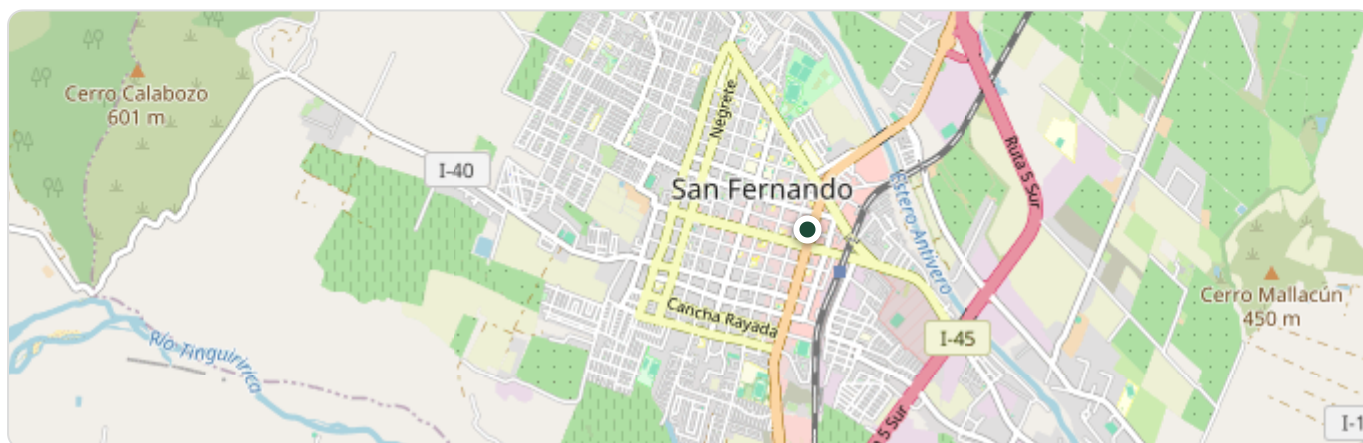 Cerro Calabozo
601 m
I-40
Negrete
San Fernando
Ruta 5 Sur
Estero Antivero
Cancha Rayada
Río Tinguiririca
I-45
Cerro Mallacún
450 m
5 Sur